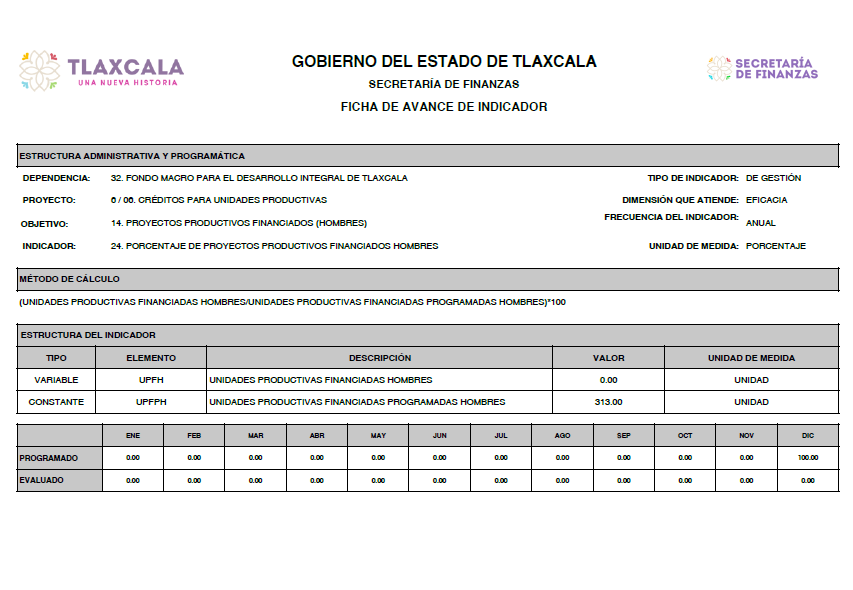 TLAXCALA
UNA NUEVA HISTORIA
GOBIERNO DEL ESTADO DE TLAXCALA
SECRETARÍA DE FINANZAS
FICHA DE AVANCE DE INDICADOR
SECRETARÍA
DE FINANZAS
ESTRUCTURA ADMINISTRATIVA Y PROGRAMÁTICA
DEPENDENCIA: 32. FONDO MACRO PARA EL DESARROLLO INTEGRAL DE TLAXCALA TIPO DE INDICADOR: DE GESTIÓN
PROYECTO: 6 / 06. CRÉDITOS PARA UNIDADES PRODUCTIVAS DIMENSIÓN QUE ATIENDE: EFICACIA
OBJETIVO: 14. PROYECTOS PRODUCTIVOS FINANCIADOS (HOMBRES) FRECUENCIA DEL INDICADOR: ANUAL
INDICADOR: 24. PORCENTAJE DE PROYECTOS PRODUCTIVOS FINANCIADOS HOMBRES UNIDAD DE MEDIDA: PORCENTAJE
MÉTODO DE CÁLCULO
(UNIDADES PRODUCTIVAS FINANCIADAS HOMBRES/UNIDADES PRODUCTIVAS FINANCIADAS PROGRAMADAS HOMBRES)*100
ESTRUCTURA DEL INDICADOR
TIPO ELEMENTO DESCRIPCIÓN VALOR UNIDAD DE MEDIDA
VARIABLE UPFH UNIDADES PRODUCTIVAS FINANCIADAS HOMBRES 0.00 UNIDAD
CONSTANTE UPFPH UNIDADES PRODUCTIVAS FINANCIADAS PROGRAMADAS HOMBRES 313.00 UNIDAD
ENE FEB MAR ABR MAY JUN JUL AGO SEP OCT NOV DIC
PROGRAMADO 0.00 0.00 0.00 0.00 0.00 0.00 0.00 0.00 0.00 0.00 0.00 100.00
EVALUADO 0.00 0.00 0.00 0.00 0.00 0.00 0.00 0.00 0.00 0.00 0.00 0.00